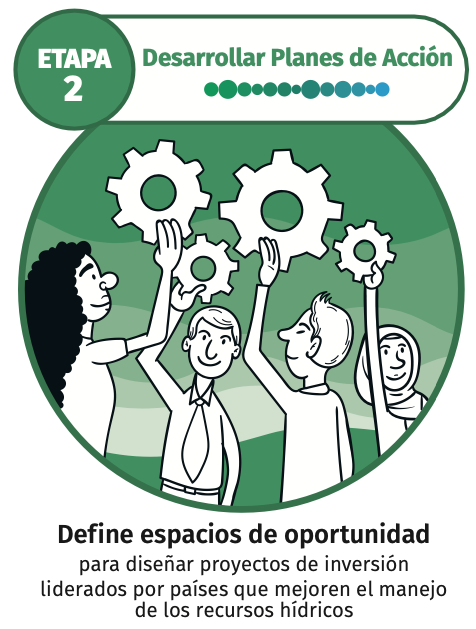 ETAPA
2
Desarrollar Planes de Acción
Define espacios de oportunidad
para diseñar proyectos de inversión
liderados por países que mejoren el manejo
de los recursos hídricos